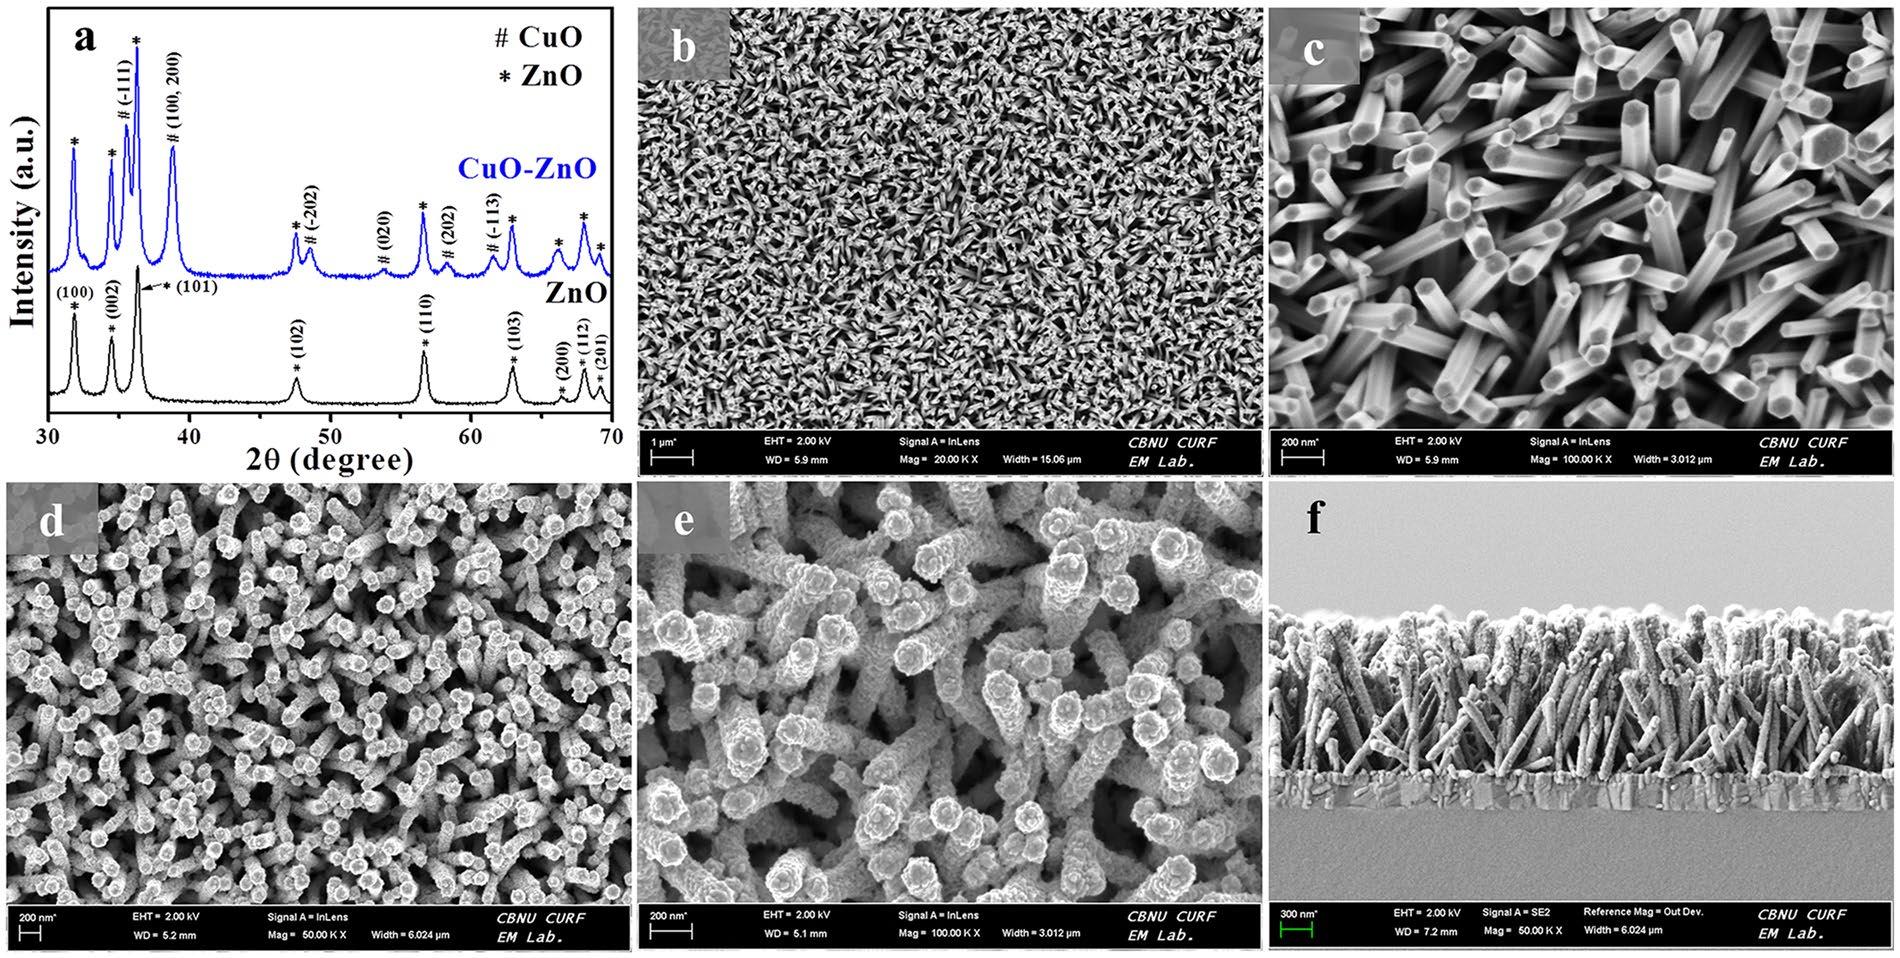 a
# CuO
* ZnO
CuO-ZnO
ZnO
* * # (-111) * # (100, 200) * # (-202) # (020) * # (202) # (-113) * * * *
(100) * * (002) * (101) * (102) * (110) * (103) * (200) * (112) * (201)
Intensity (a.u.)
30 40 50 60 70
2θ (degree)
b
1 µm*
EHT = 2.00 kV Signal A = InLens
WD = 5.9 mm Mag = 20.00 K X Width = 15.06 µm
CBNU CURF
EM Lab.
c
200 nm*
EHT = 2.00 kV Signal A = InLens
WD = 5.9 mm Mag = 100.00 K X Width = 3.012 µm
CBNU CURF
EM Lab.
d
200 nm*
EHT = 2.00 kV Signal A = InLens
WD = 5.2 mm Mag = 50.00 K X Width = 6.024 µm
CBNU CURF
EM Lab.
e
200 nm*
EHT = 2.00 kV Signal A = InLens
WD = 5.1 mm Mag = 100.00 K X Width = 3.012 µm
CBNU CURF
EM Lab.
f
300 nm*
EHT = 2.00 kV Signal A = SE2 Reference Mag = Out Dev.
WD = 7.2 mm Mag = 50.00 K X Width = 6.024 µm
CBNU CURF
EM Lab.